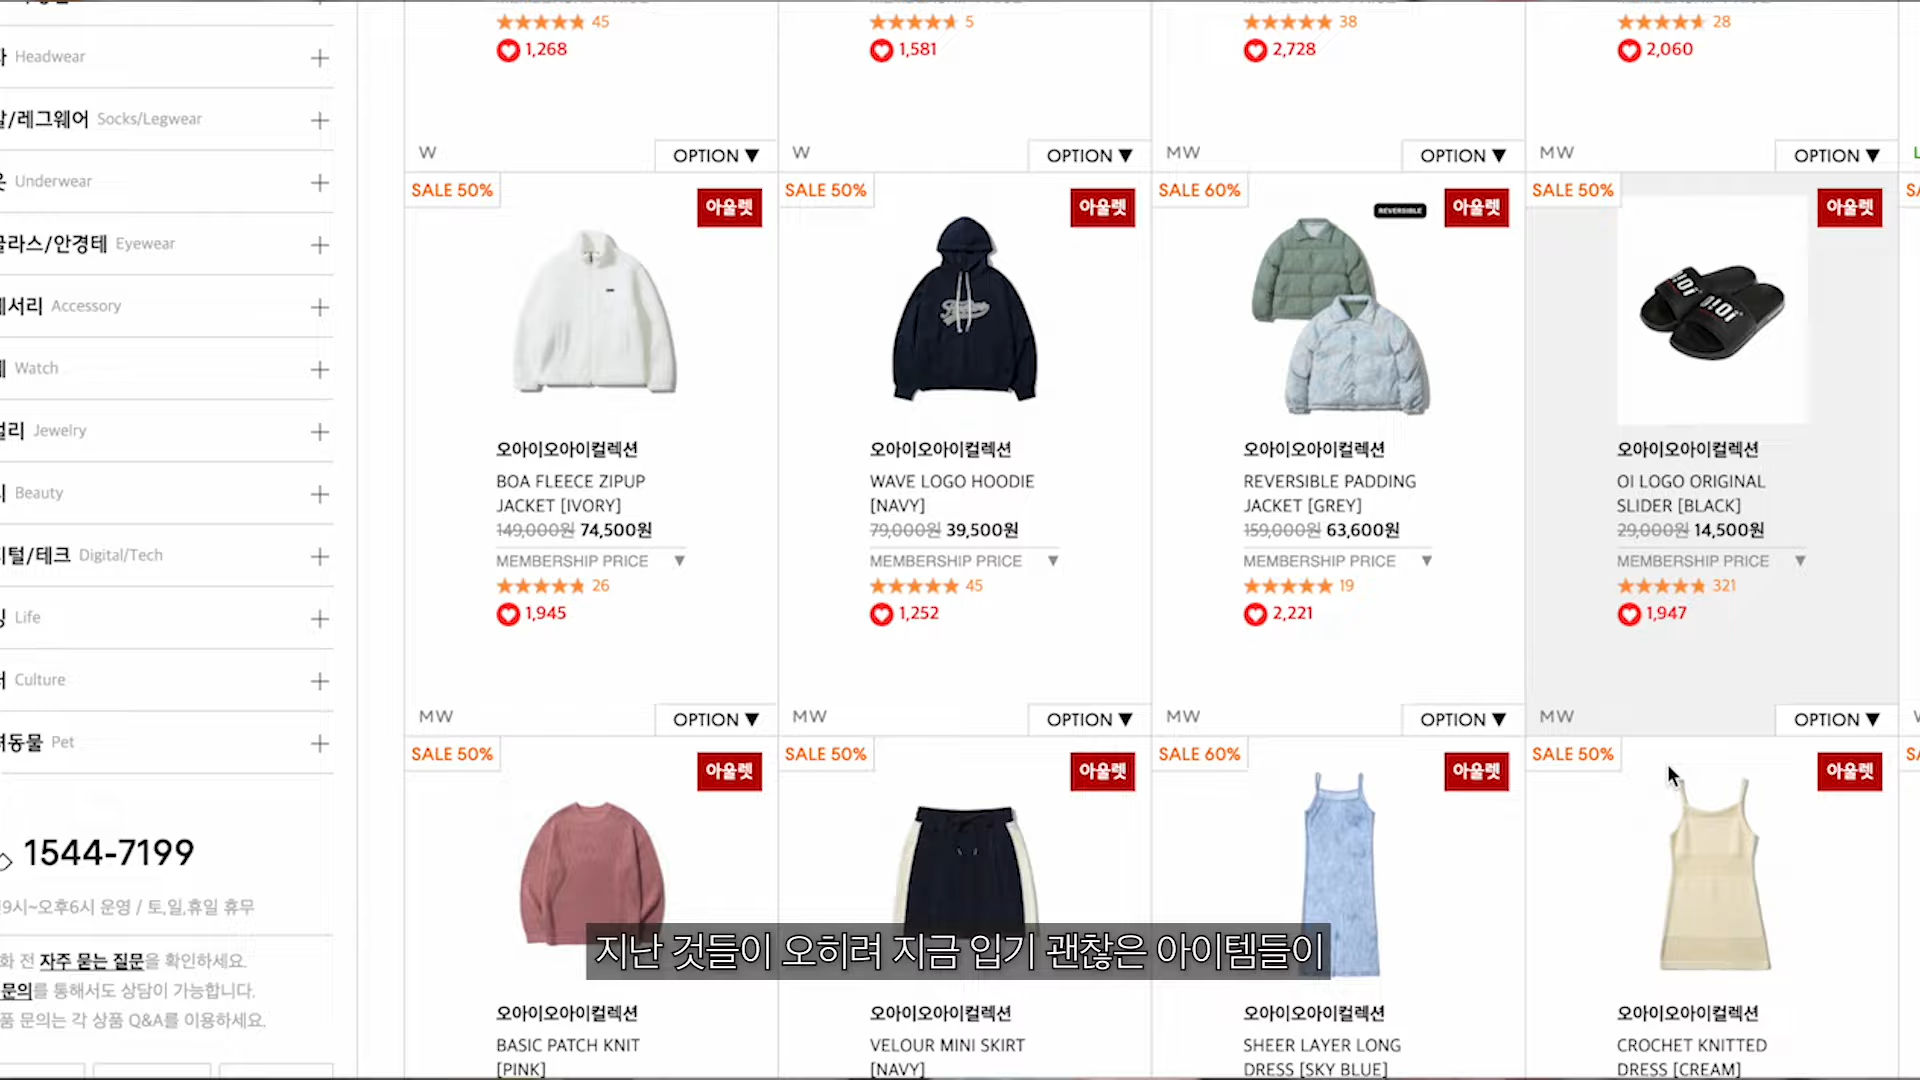 45
5
38
28
1,268
1,581
2,728
2,060
Headwear
/레그웨어 Socks/Legwear
Underwear
라스/안경테 Eyewear
세서리 Accessory
Watch
Jewelry
Beauty
털/테크 Digital/Tech
Life
Culture
동물 Pet
1544-7199
9시~오후6시 운영 / 토,일,휴일 휴무
화 전 자주 묻는 질문을 확인하세요.
문의를 통해서도 상담이 가능합니다.
품 문의는 각 상품 Q&A를 이용하세요.
W OPTION ▼
W OPTION ▼
MW OPTION ▼
MW OPTION ▼
SALE 50% 아울렛
오아이오아이컬렉션
BOA FLEECE ZIPUP
JACKET [IVORY]
149,000원 74,500원
MEMBERSHIP PRICE ▼
26
1,945
SALE 50% 아울렛
오아이오아이컬렉션
WAVE LOGO HOODIE
[NAVY]
79,000원 39,500원
MEMBERSHIP PRICE ▼
45
1,252
SALE 60% REVERSIBLE 아울렛
오아이오아이컬렉션
REVERSIBLE PADDING
JACKET [GREY]
159,000원 63,600원
MEMBERSHIP PRICE ▼
19
2,221
SALE 50% 아울렛
오아이오아이컬렉션
OI LOGO ORIGINAL
SLIDER [BLACK]
29,000원 14,500원
MEMBERSHIP PRICE ▼
321
1,947
MW OPTION ▼
MW OPTION ▼
MW OPTION ▼
MW OPTION ▼
SALE 50% 아울렛
오아이오아이컬렉션
BASIC PATCH KNIT
[PINK]
SALE 50% 아울렛
오아이오아이컬렉션
VELOUR MINI SKIRT
[NAVY]
SALE 60% 아울렛
오아이오아이컬렉션
SHEER LAYER LONG
DRESS [SKY BLUE]
SALE 50% 아울렛
오아이오아이컬렉션
CROCHET KNITTED
DRESS [CREAM]
지난 것들이 오히려 지금 입기 괜찮은 아이템들이